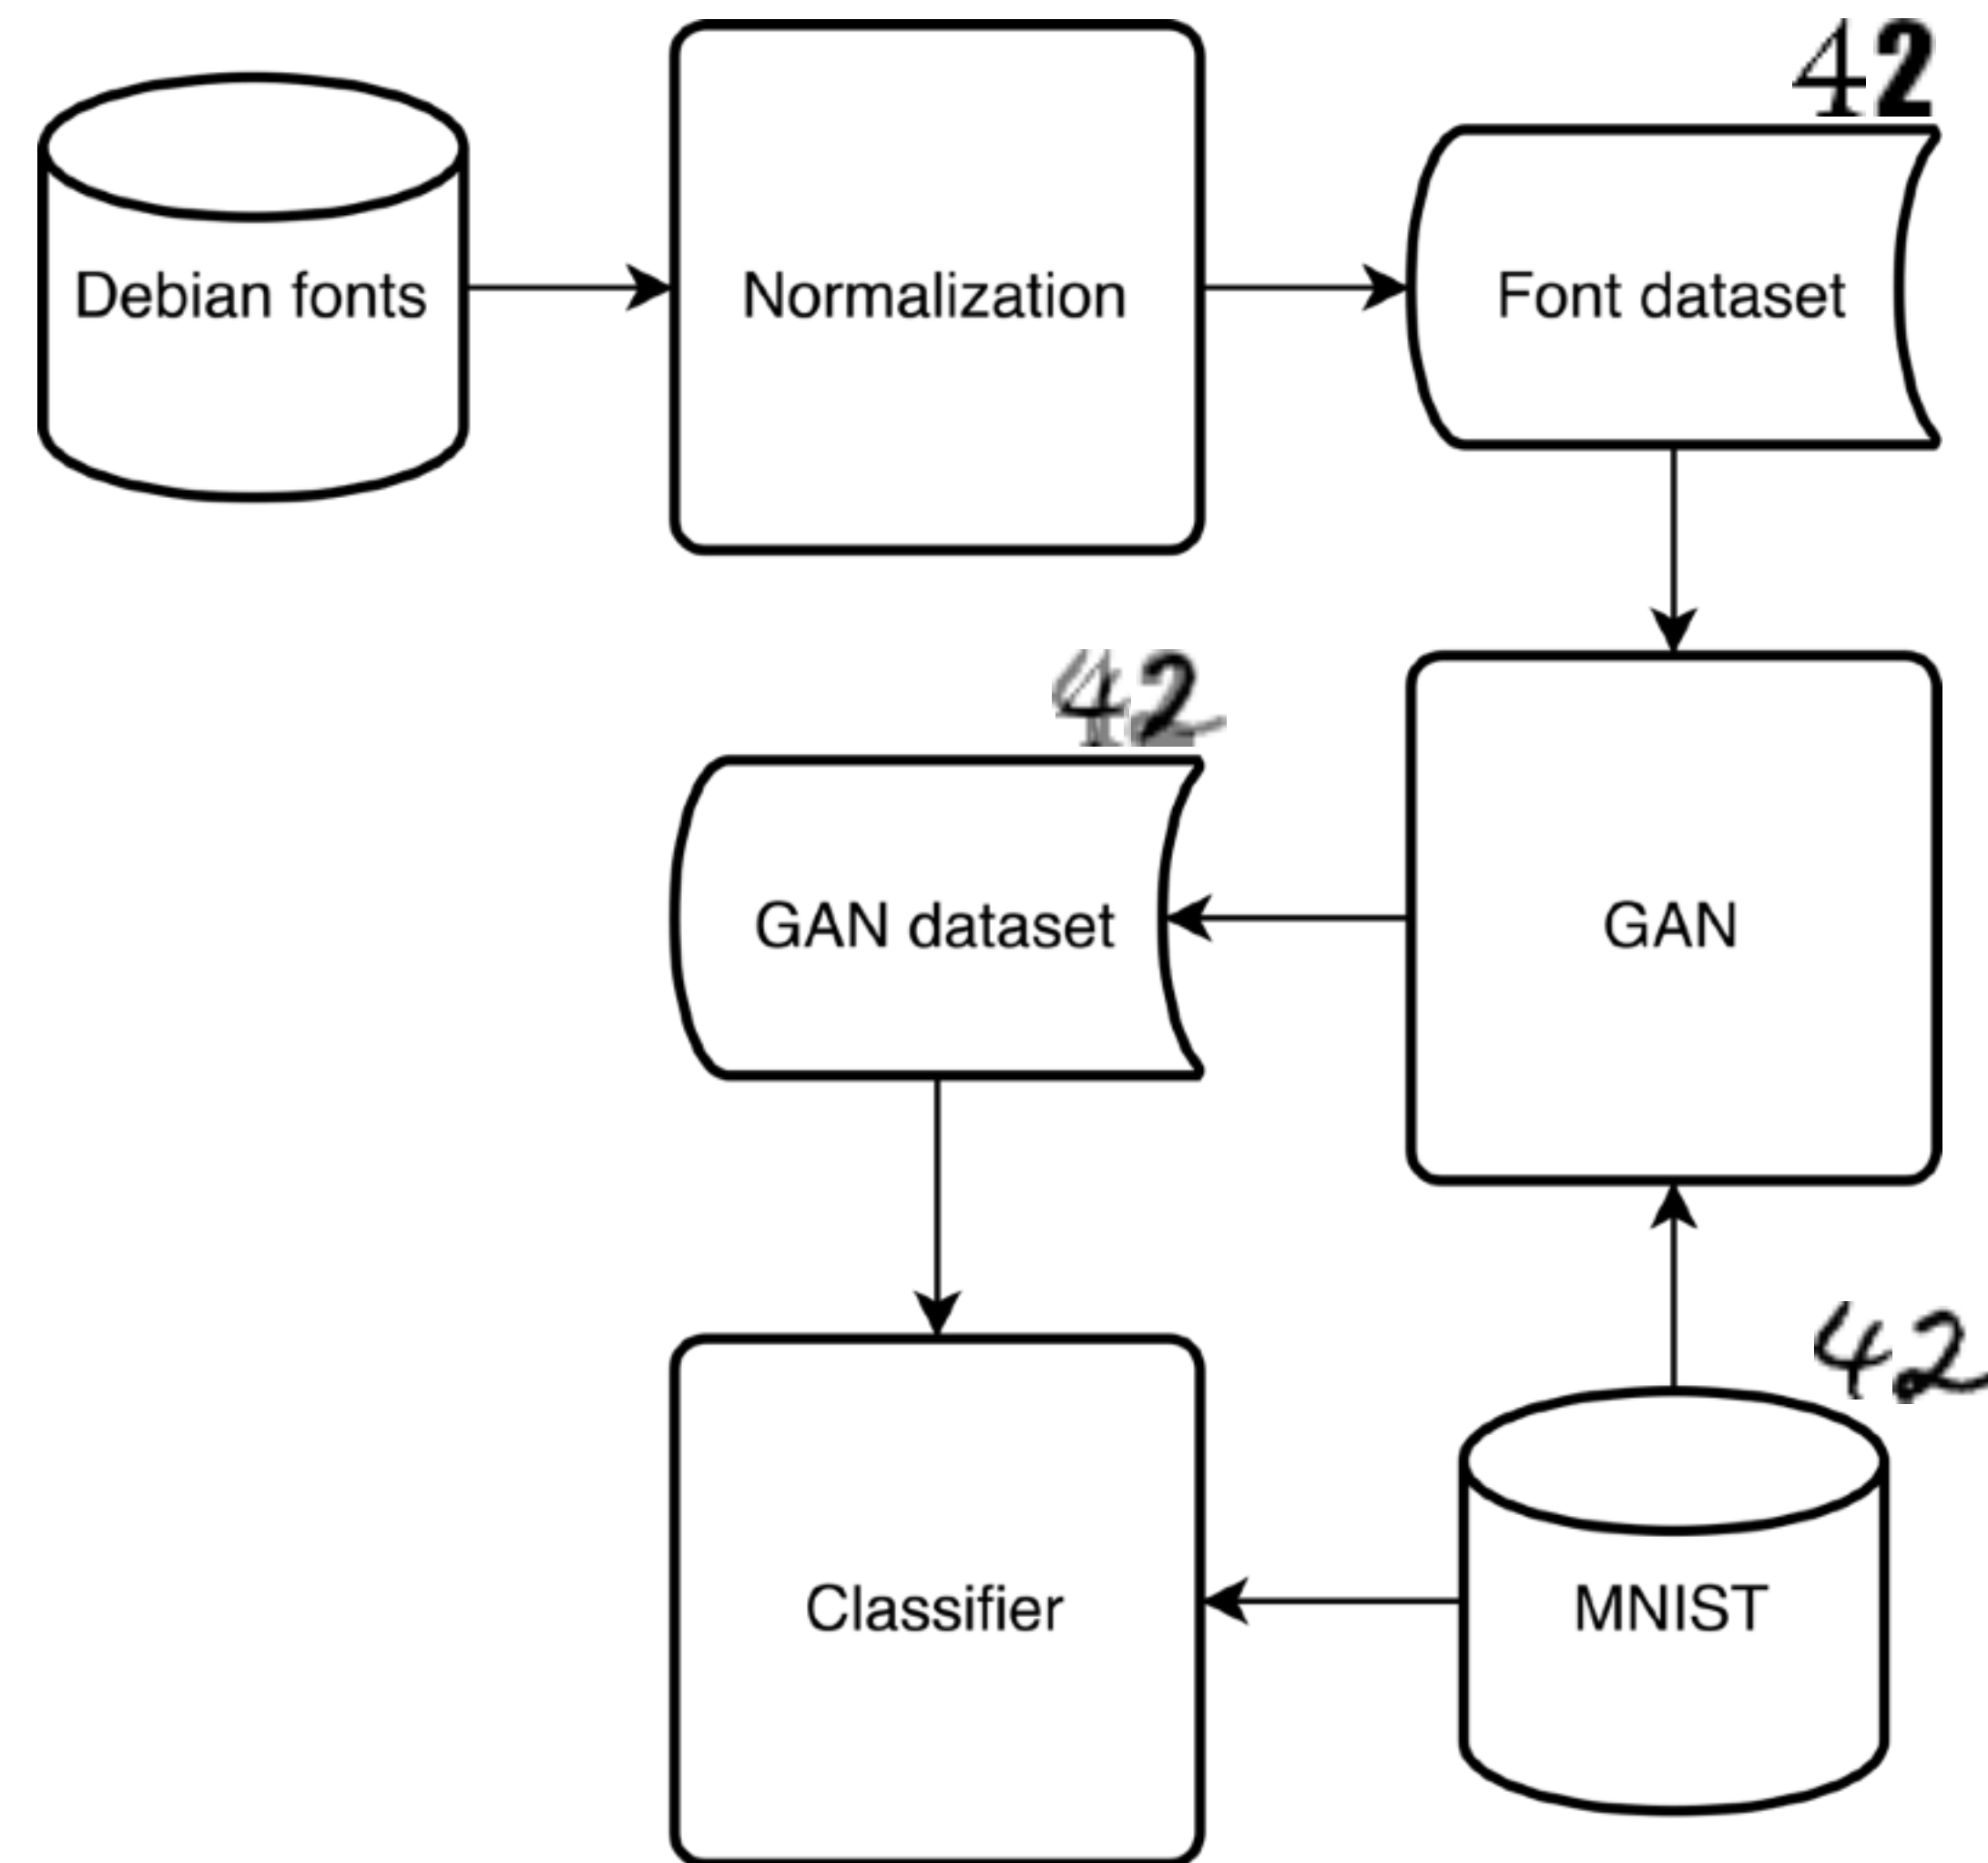 42
Debian fonts
Normalization
Font dataset
42
GAN dataset
GAN
42
Classifier
MNIST